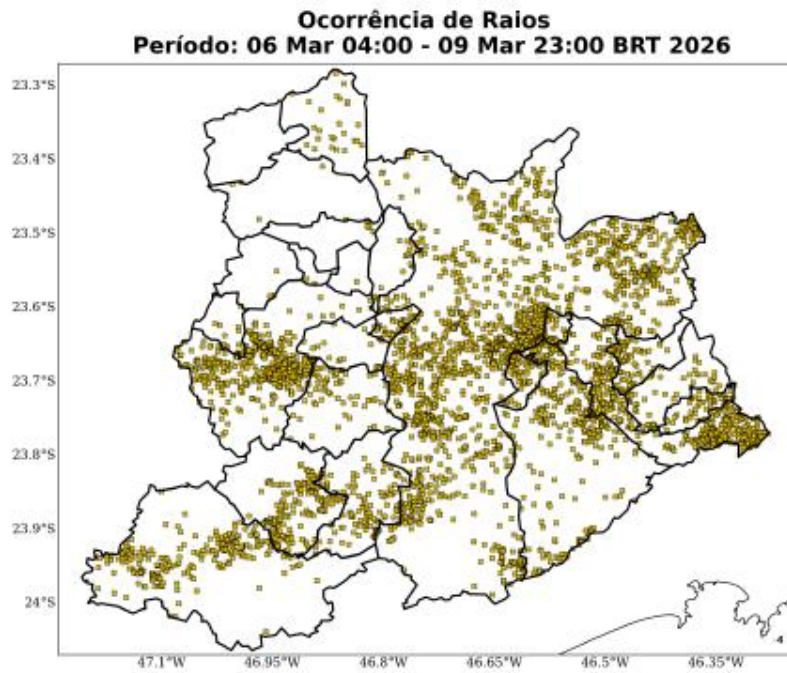 Ocorrência de Raios
Período: 06 Mar 04:00 - 09 Mar 23:00 BRT 2026
23.3°S
23.4°S
23.5°S
23.6°S
23.7°S
23.8°S
23.9°S
24°S
4
47.1°W 46.95°W 46.8°W 46.65°W 46.5°W 46.35°W